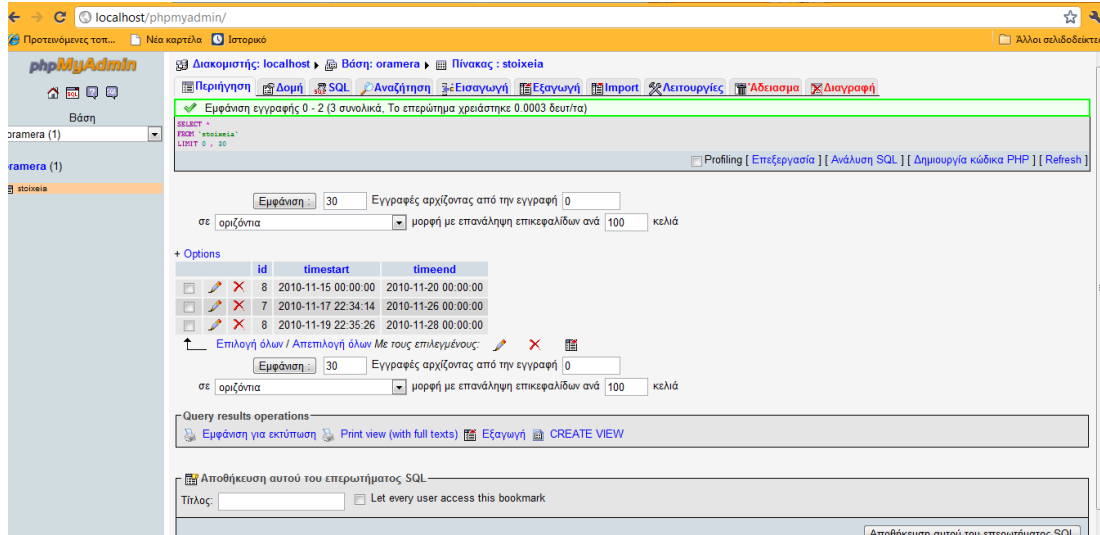 localhost/phpmyadmin/
Προτεινόμενες τοπ... Νέα καρτέλα Ιστορικό Άλλοι σελιδοδείκτες
phpMyAdmin
Βάση
oramera (1)
oramera (1)
stoixeia
Διακομιστής: localhost Βάση: oramera Πίνακας : stoixeia
Περιήγηση Δομή SQL Αναζήτηση Εισαγωγή Εξαγωγή Import Λειτουργίες Άδειασμα Διαγραφή
Εμφάνιση εγγραφής 0 - 2 (3 συνολικά, Το επερώτημα χρειάστηκε 0.0003 δευτ/τα)
SELECT *
FROM `stoixeia`
LIMIT 0 , 30
Profiling [ Επεξεργασία ] [ Ανάλυση SQL ] [ Δημιουργία κώδικα PHP ] [ Refresh ]
Εμφάνιση : 30 Εγγραφές αρχίζοντας από την εγγραφή 0
σε οριζόντια μορφή με επανάληψη επικεφαλίδων ανά 100 κελιά
+ Options
id timestart timeend
8 2010-11-15 00:00:00 2010-11-20 00:00:00
7 2010-11-17 22:34:14 2010-11-26 00:00:00
8 2010-11-19 22:35:26 2010-11-28 00:00:00
Επιλογή όλων / Απεπιλογή όλων Με τους επιλεγμένους:
Εμφάνιση : 30 Εγγραφές αρχίζοντας από την εγγραφή 0
σε οριζόντια μορφή με επανάληψη επικεφαλίδων ανά 100 κελιά
Query results operations
Εμφάνιση για εκτύπωση Print view (with full texts) Εξαγωγή CREATE VIEW
Αποθήκευση αυτού του επερωτήματος SQL
Τίτλος: Let every user access this bookmark
Αποθήκευση αυτού του επερωτήματος SQL